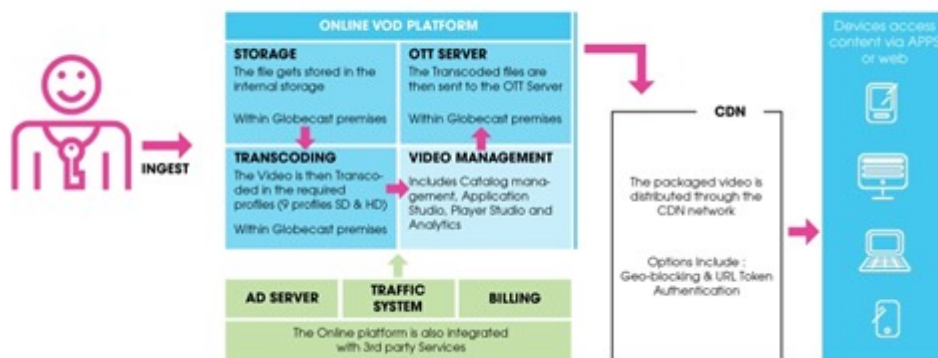 INGEST
ONLINE VOD PLATFORM
STORAGE
The file gets stored in the
internal storage
Within Globecast premises
OTT SERVER
The Transcoded files are
then sent to the OTT Server
Within Globecast premises
TRANSCODING
The Video is then Transco-
ded in the required
profiles (9 profiles SD & HD)
Within Globecast premises
VIDEO MANAGEMENT
Includes Catalog mana-
gement, Application
Studio, Player Studio and
Analytics
AD SERVER
TRAFFIC
SYSTEM
BILLING
The Online platform is also integrated
with 3rd party Services
CDN
The packaged video is
distributed through the
CDN network
Options Include :
Geo-blocking & URL Token
Authentication
Devices access
content via APPS
or web